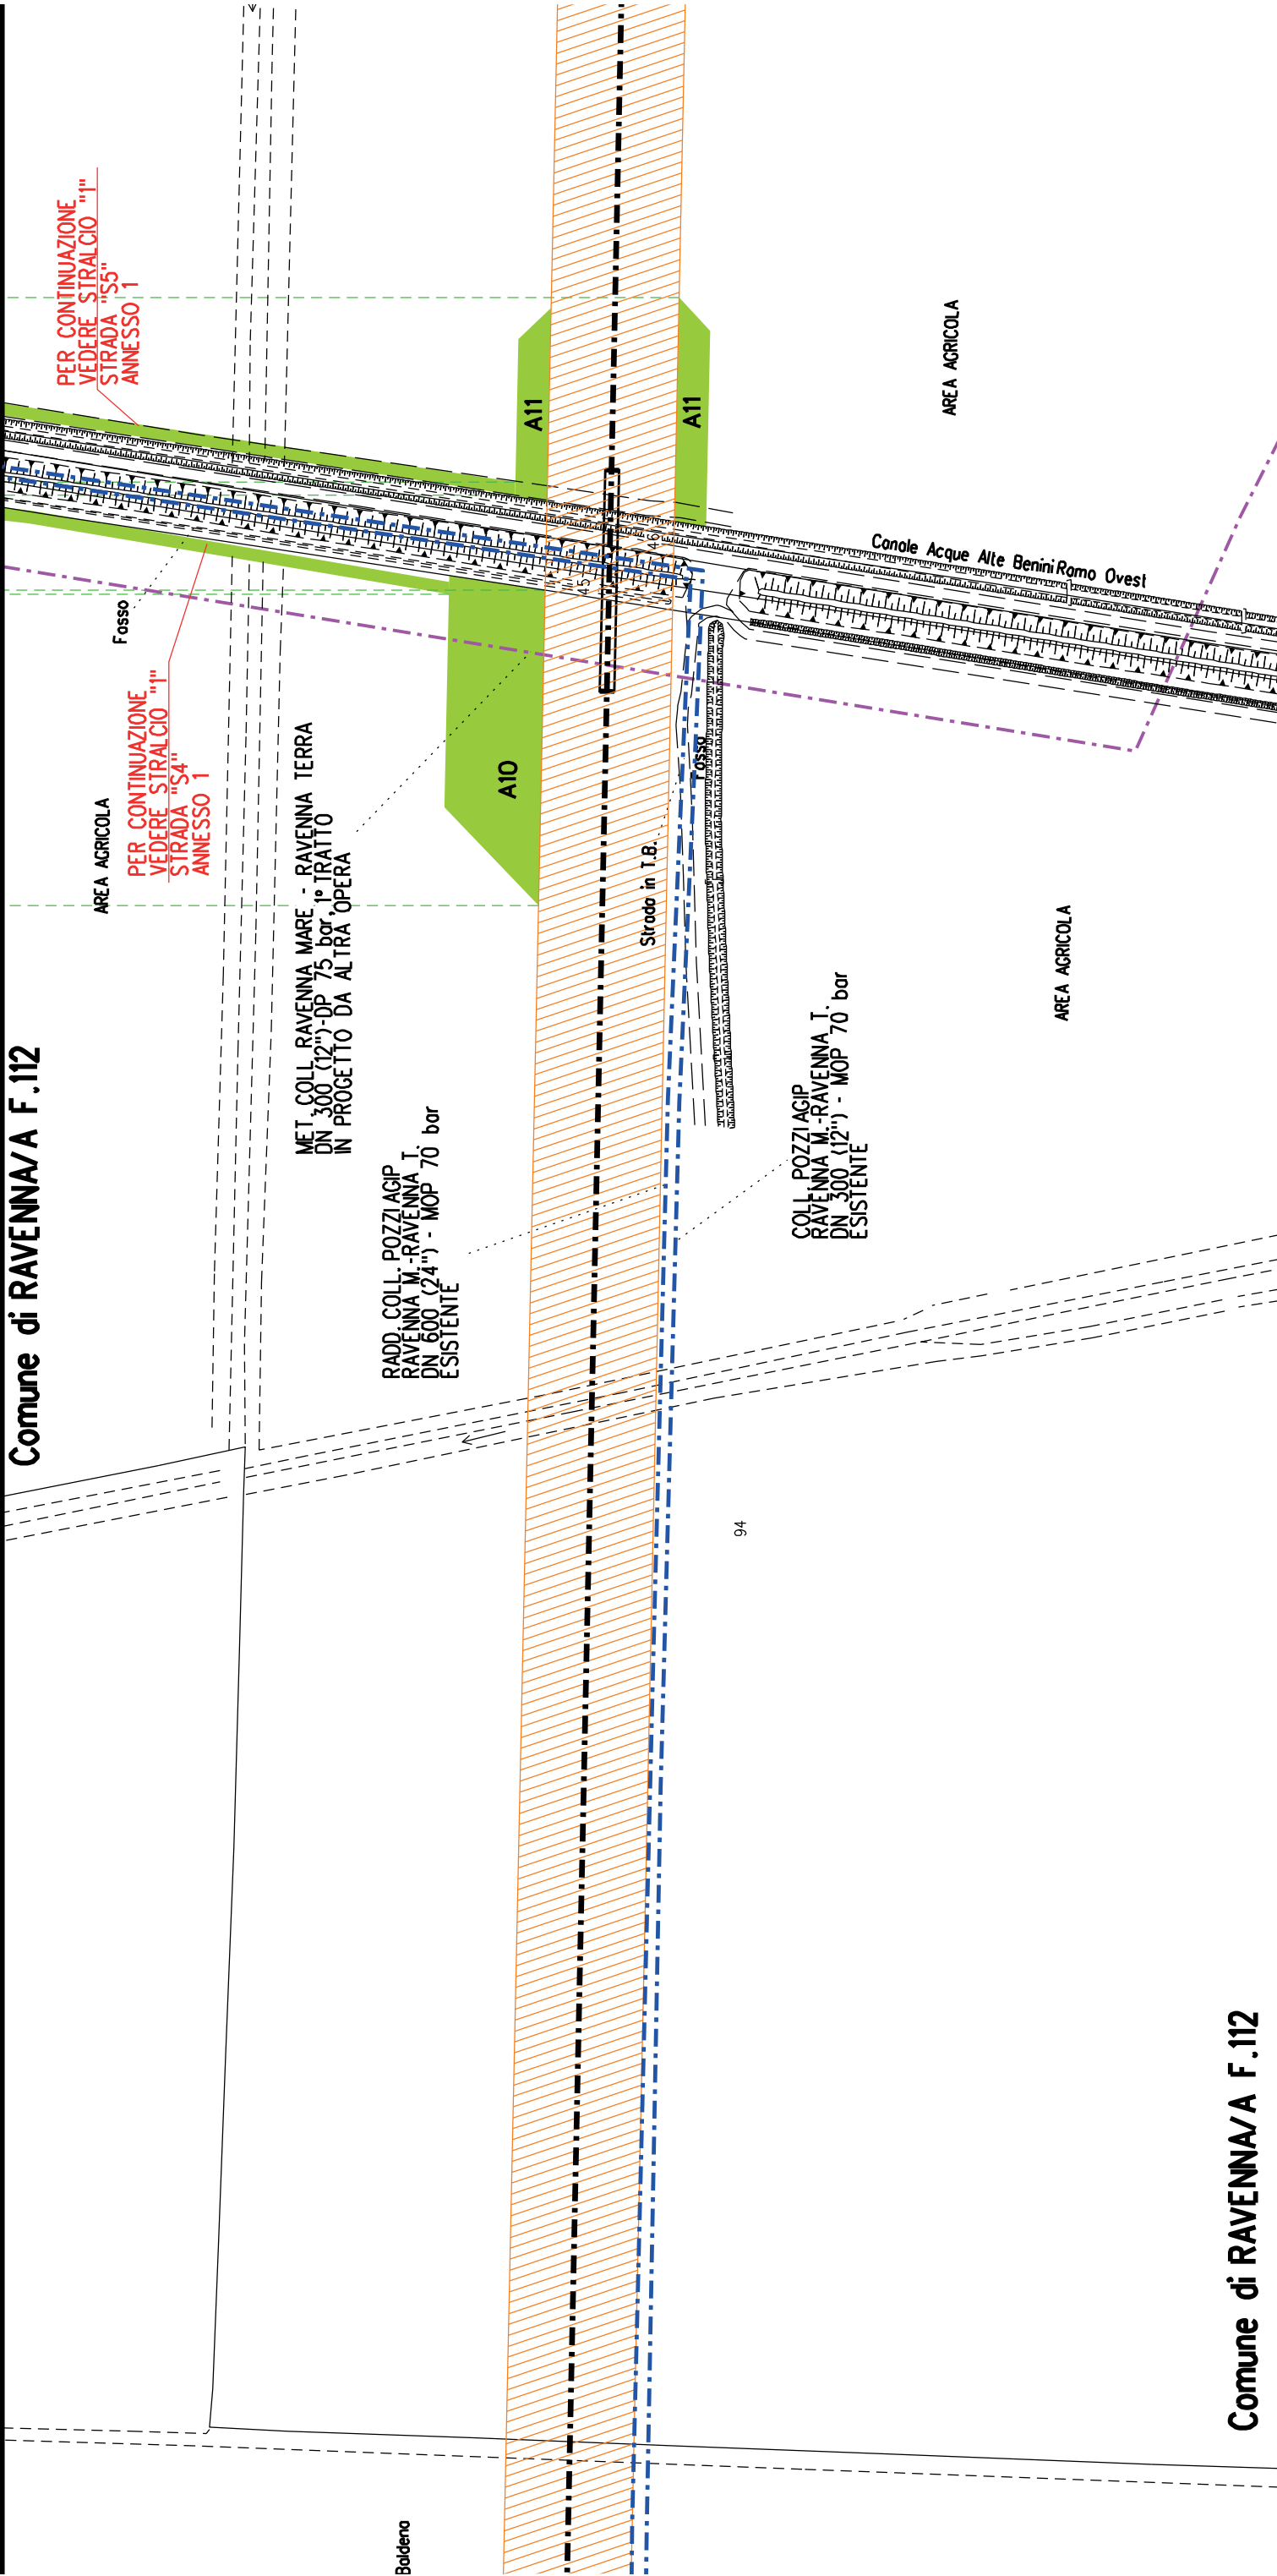 Comune di RAVENNA/A F.112
PER CONTINUAZIONE
VEDERE STRALCIO "1"
STRADA "S5"
ANNESSO 1
Fosso
AREA AGRICOLA
PER CONTINUAZIONE
VEDERE STRALCIO "1"
STRADA "S4"
ANNESSO 1
MET. COLL. RAVENNA MARE - RAVENNA TERRA
DN 300 (12")-DP 75 bar, 1° TRATTO
IN PROGETTO DA ALTRA OPERA
RADD. COLL. POZZI AGIP
RAVENNA M.-RAVENNA T.
DN 600 (24") - MOP 70 bar
ESISTENTE
Baldena
A10
A11
A11
45
46
Strada in T.B.
Fosso
94
COLL. POZZI AGIP
RAVENNA M.-RAVENNA T.
DN 300 (12") - MOP 70 bar
ESISTENTE
Canale Acque Alte Benini Ramo Ovest
AREA AGRICOLA
AREA AGRICOLA
Comune di RAVENNA/A F.112